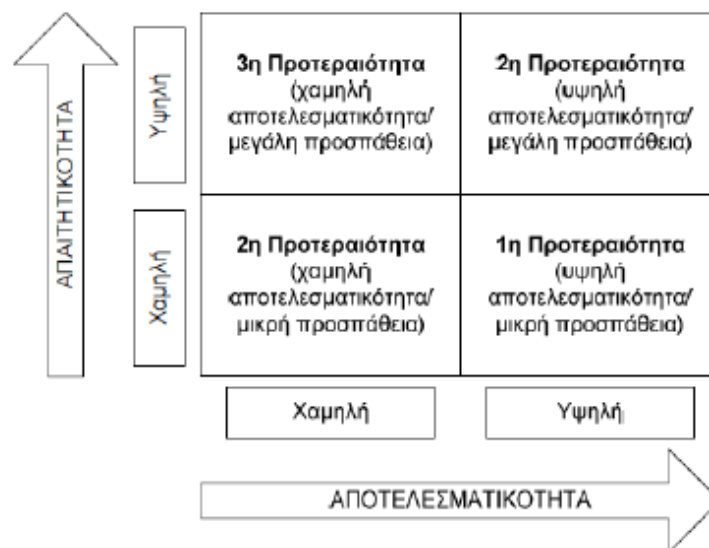 ΑΠΑΙΤΗΤΙΚΟΤΗΤΑ
Υψηλή
3η Προτεραιότητα
(χαμηλή
αποτελεσματικότητα/
μεγάλη προσπάθεια)
2η Προτεραιότητα
(υψηλή
αποτελεσματικότητα/
μεγάλη προσπάθεια)
Χαμηλή
2η Προτεραιότητα
(χαμηλή
αποτελεσματικότητα/
μικρή προσπάθεια)
1η Προτεραιότητα
(υψηλή
αποτελεσματικότητα/
μικρή προσπάθεια)
Χαμηλή
Υψηλή
ΑΠΟΤΕΛΕΣΜΑΤΙΚΟΤΗΤΑ